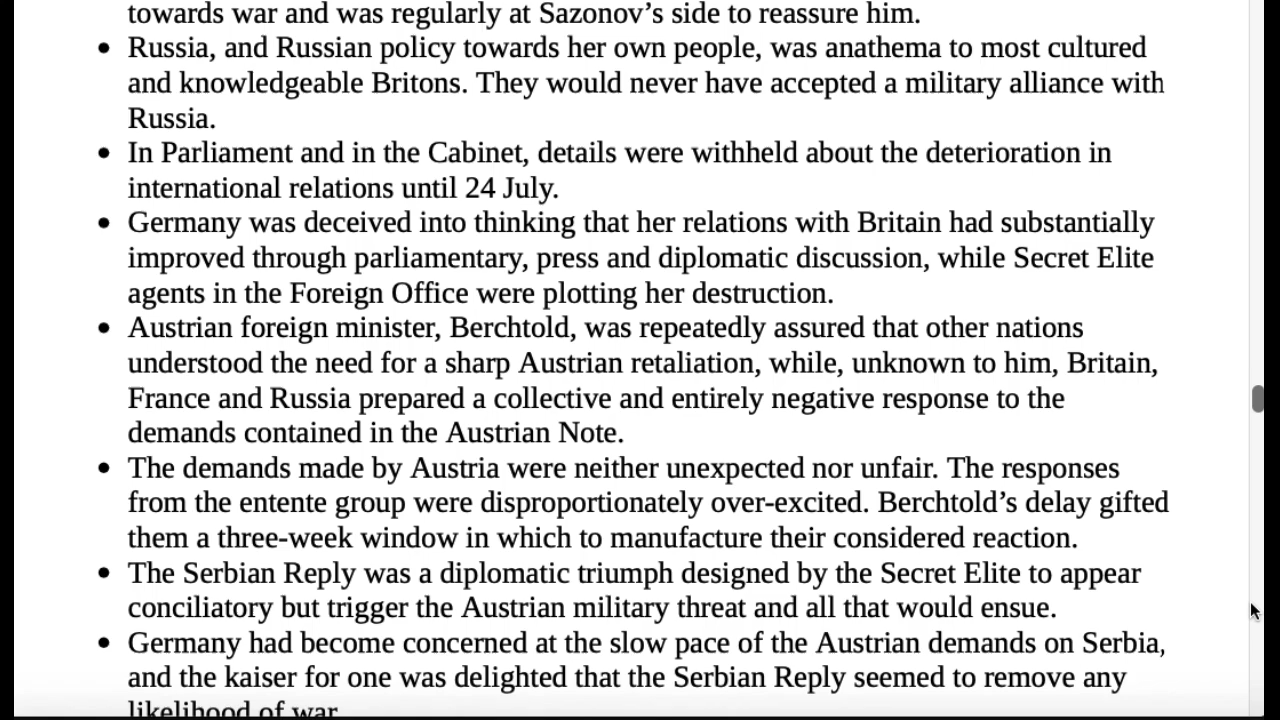 towards war and was regularly at Sazonov’s side to reassure him.
• Russia, and Russian policy towards her own people, was anathema to most cultured
and knowledgeable Britons. They would never have accepted a military alliance with
Russia.
• In Parliament and in the Cabinet, details were withheld about the deterioration in
international relations until 24 July.
• Germany was deceived into thinking that her relations with Britain had substantially
improved through parliamentary, press and diplomatic discussion, while Secret Elite
agents in the Foreign Office were plotting her destruction.
• Austrian foreign minister, Berchtold, was repeatedly assured that other nations
understood the need for a sharp Austrian retaliation, while, unknown to him, Britain,
France and Russia prepared a collective and entirely negative response to the
demands contained in the Austrian Note.
• The demands made by Austria were neither unexpected nor unfair. The responses
from the entente group were disproportionately over-excited. Berchtold’s delay gifted
them a three-week window in which to manufacture their considered reaction.
• The Serbian Reply was a diplomatic triumph designed by the Secret Elite to appear
conciliatory but trigger the Austrian military threat and all that would ensue.
• Germany had become concerned at the slow pace of the Austrian demands on Serbia,
and the kaiser for one was delighted that the Serbian Reply seemed to remove any
likelihood of war.